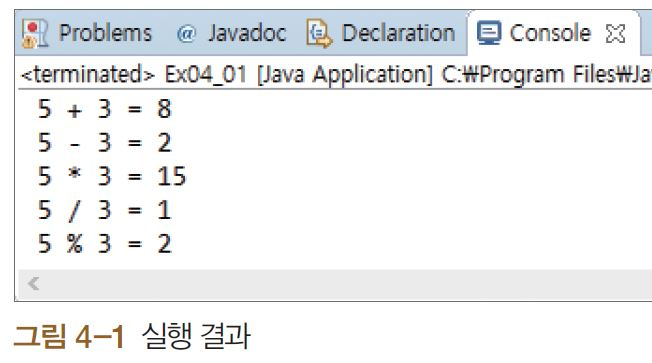 Problems @ Javadoc Declaration Console
<terminated> Ex04_01 [Java Application] C:₩Program Files₩Ja
5 + 3 = 8
5 - 3 = 2
5 * 3 = 15
5 / 3 = 1
5 % 3 = 2
그림 4-1 실행 결과